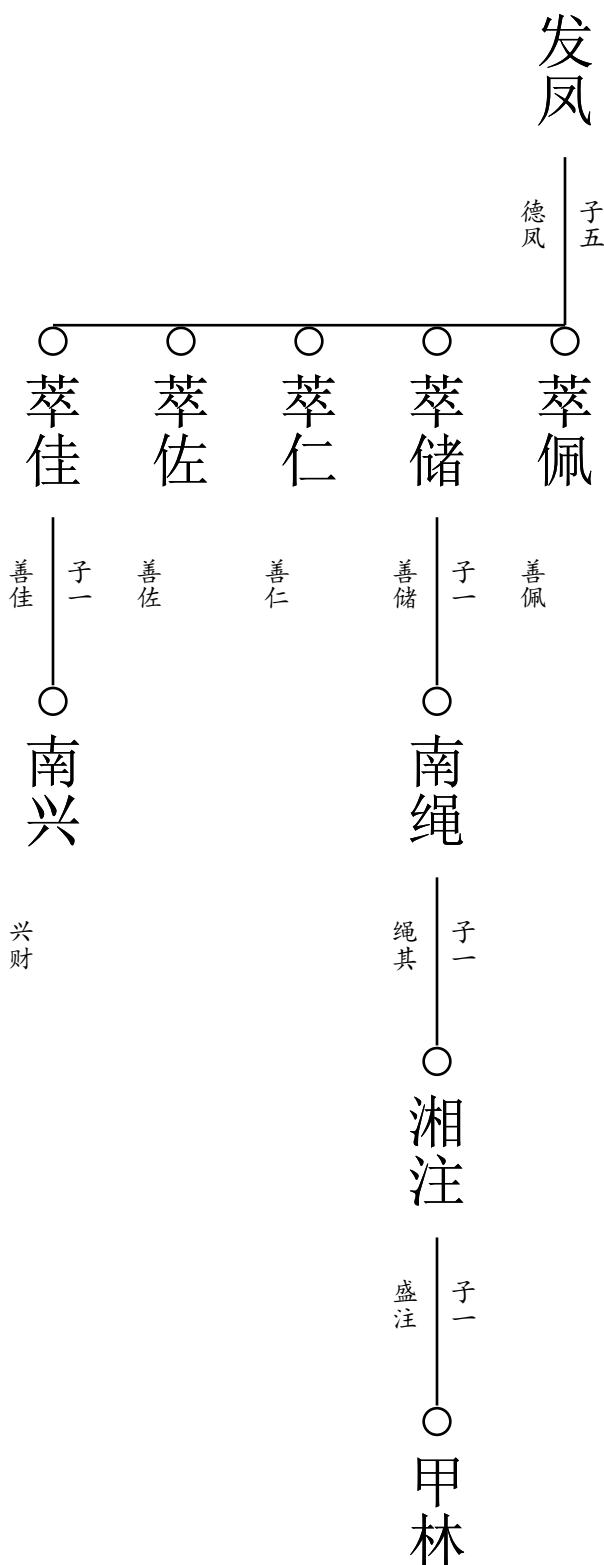 发凤
子五
德凤
萃佩
萃储
萃仁
萃佐
萃佳
善佩
子一
善储
善仁
善佐
子一
善佳
南绳
南兴
子一
绳其
兴财
湘注
子一
盛注
甲林